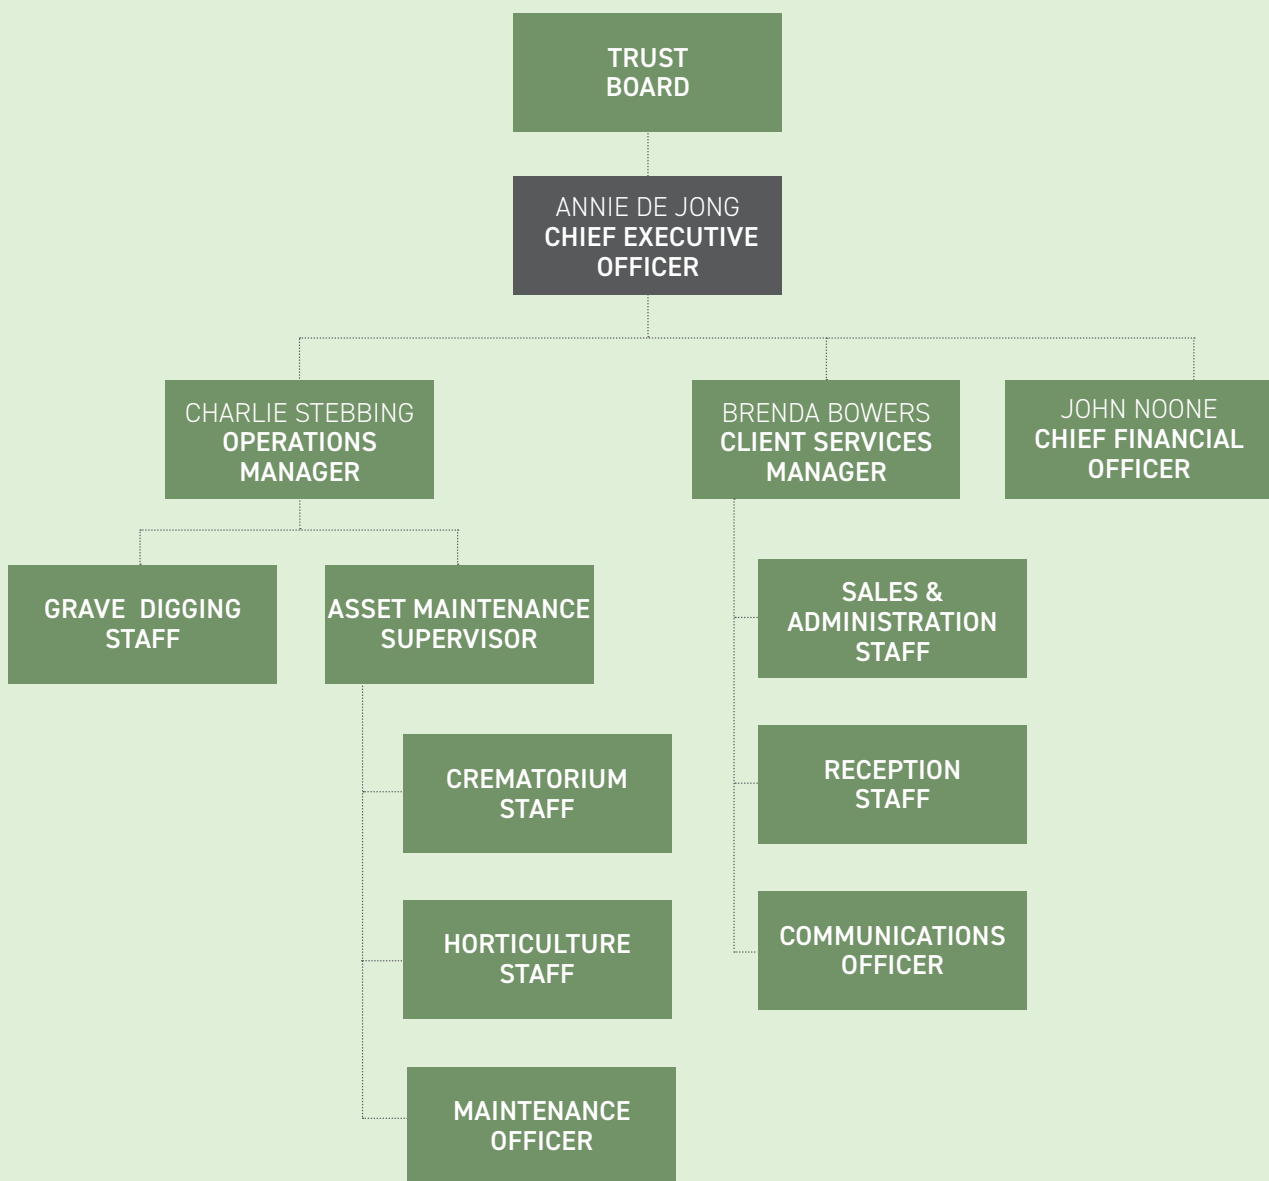 TRUST
BOARD
ANNIE DE JONG
CHIEF EXECUTIVE
OFFICER
CHARLIE STEBBING
OPERATIONS
MANAGER
BRENDA BOWERS
CLIENT SERVICES
MANAGER
JOHN NOONE
CHIEF FINANCIAL
OFFICER
GRAVE  DIGGING
STAFF
ASSET MAINTENANCE
SUPERVISOR
CREMATORIUM
STAFF
HORTICULTURE
STAFF
MAINTENANCE
OFFICER
SALES &
ADMINISTRATION
STAFF
RECEPTION
STAFF
COMMUNICATIONS
OFFICER